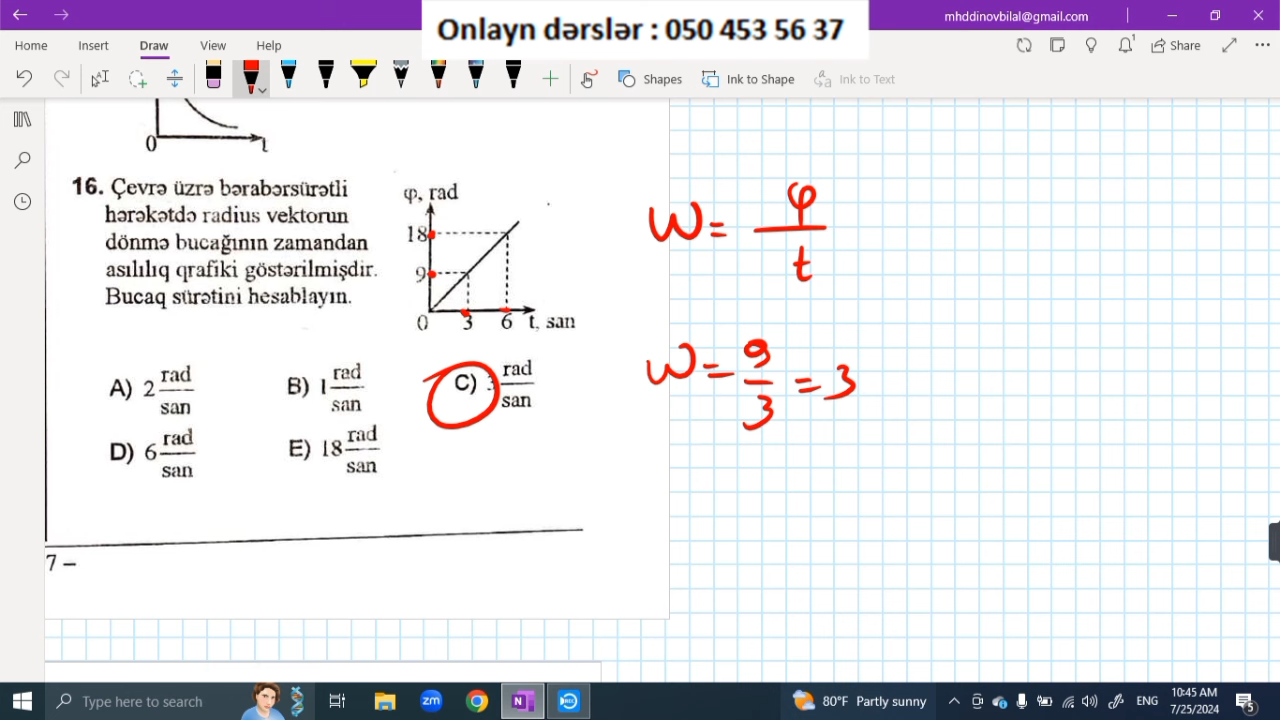 Onlayn dərslər : 050 453 56 37
mhddinovbilal@gmail.com
Home Insert Draw View Help
Share
Shapes Ink to Shape Ink to Text
0 t
16. Çevrə üzrə bərabərsürətli
hərəkətdə radius vektorun
dönmə bucağının zamandan
asılılıq qrafiki göstərilmişdir.
Bucaq sürətini hesablayın.
φ, rad
18
9
0 3 6 t, san
A) 2 rad/san B) 1 rad/san C) 3 rad/san
D) 6 rad/san E) 18 rad/san
7 –
W = φ/t
W = 9/3 = 3
Type here to search
zm
N
80°F Partly sunny
ENG
10:45 AM
7/25/2024
5